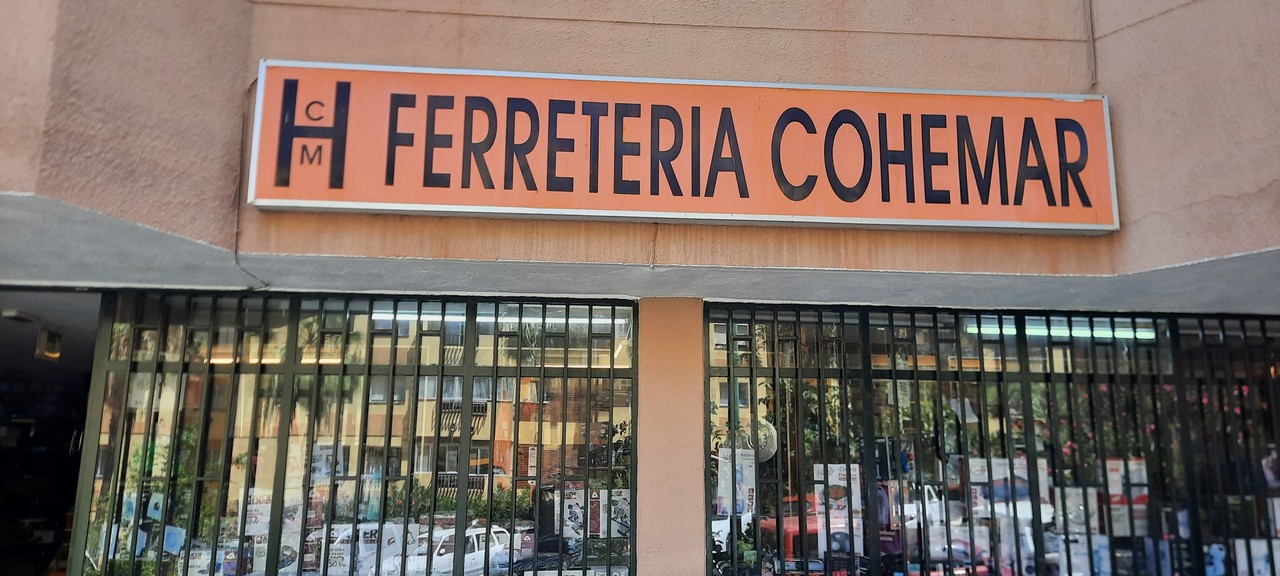 HCM FERRETERIA COHEMAR